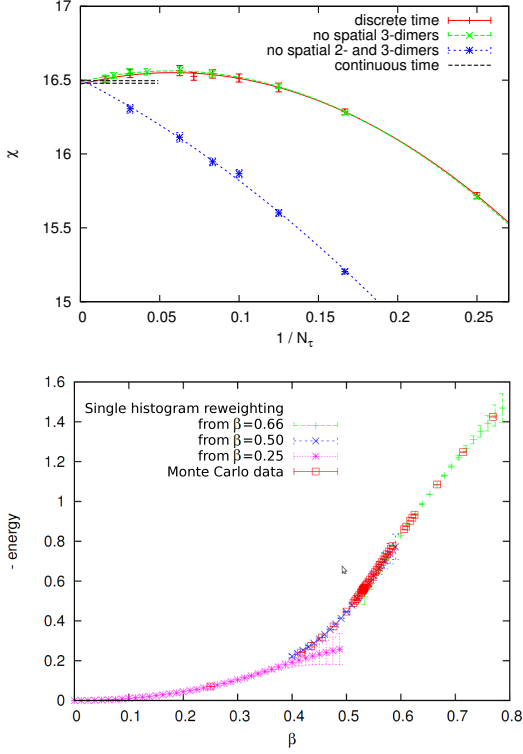 17
16.5
16
15.5
15
χ
discrete time
no spatial 3-dimers
no spatial 2- and 3-dimers
continuous time
0 0.05 0.1 0.15 0.2 0.25
1 / Nτ
1.6
1.4
1.2
1
0.8
0.6
0.4
0.2
0
- energy
Single histogram reweighting
from β=0.66
from β=0.50
from β=0.25
Monte Carlo data
0 0.1 0.2 0.3 0.4 0.5 0.6 0.7 0.8
β